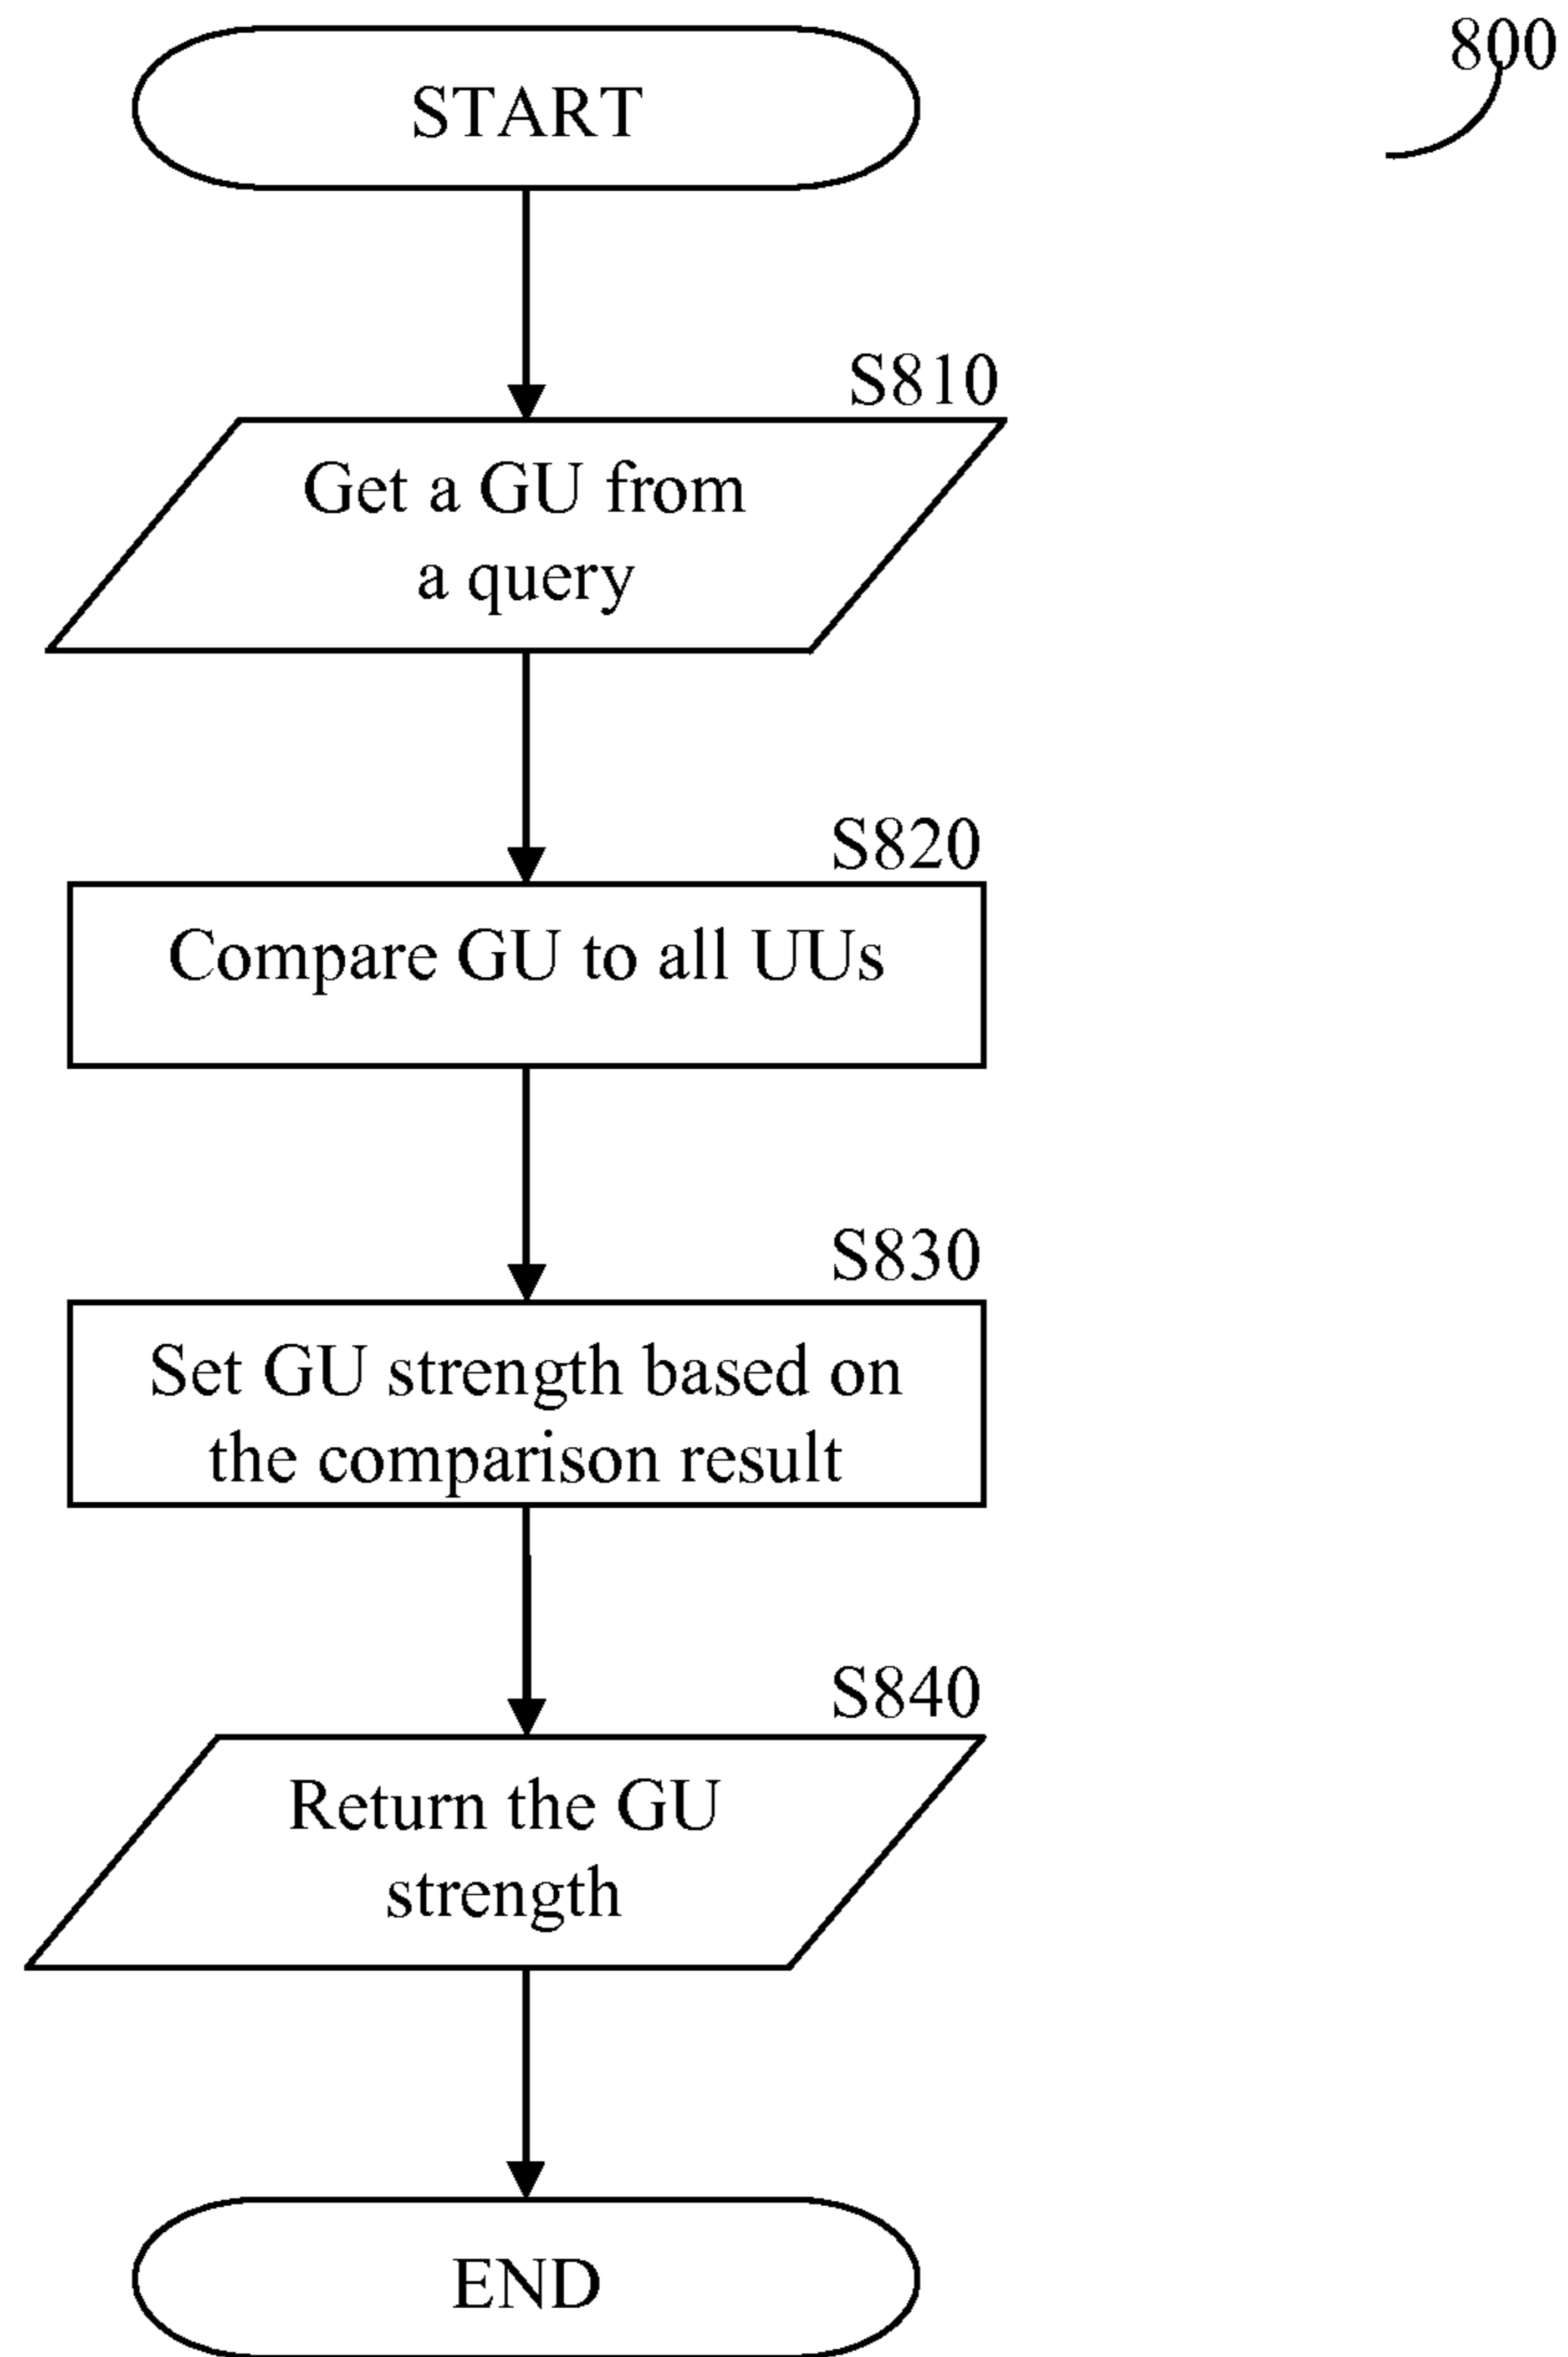 START
800
S810
Get a GU from
a query
S820
Compare GU to all UUs
S830
Set GU strength based on
the comparison result
S840
Return the GU
strength
END